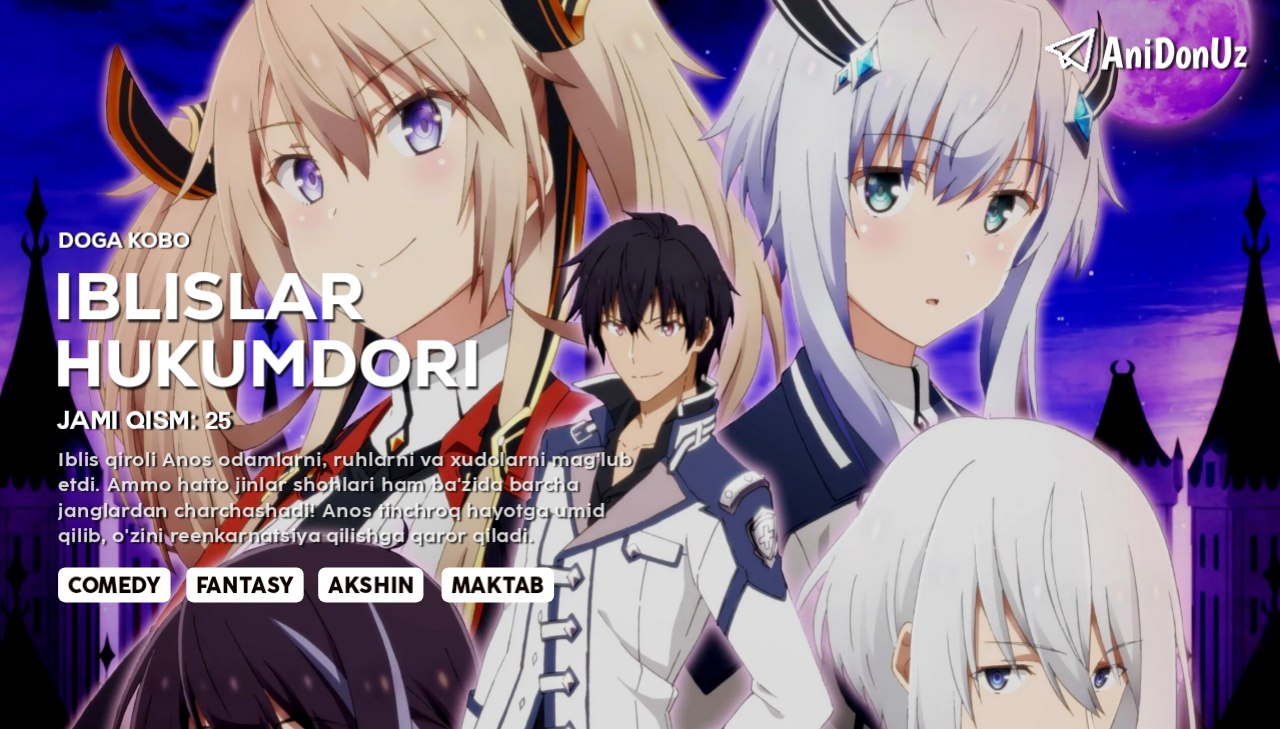 AniDonUz
DOGA KOBO
IBLISLAR
HUKUMDORI
JAMI QISM: 25
Iblis qiroli Anos odamlarni, ruhlarni va xudolarni mag'lub
etdi. Ammo hatto jinlar shohlari ham ba'zida barcha
janglardan charchashadi! Anos tinchroq hayotga umid
qilib, o'zini reenkarnatsiya qilishga qaror qiladi.
COMEDY FANTASY AKSHIN MAKTAB